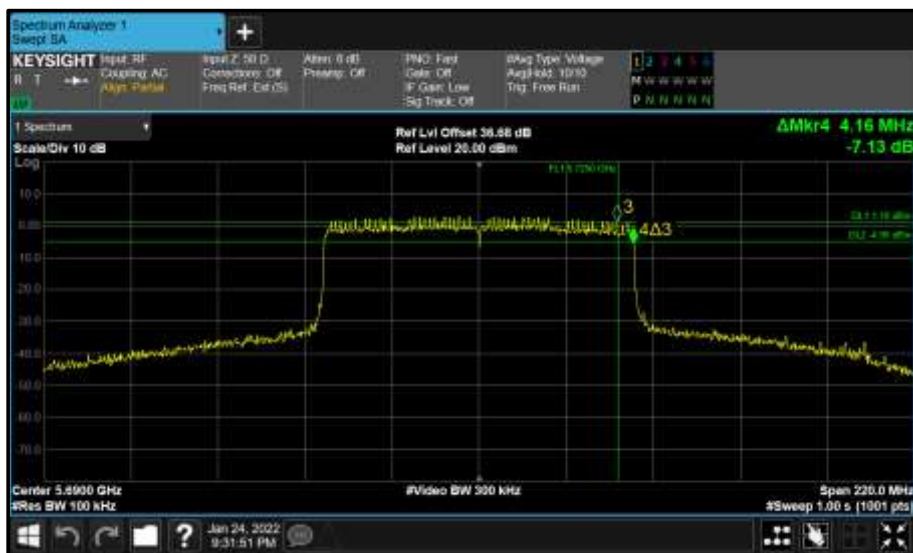 Spectrum Analyzer 1
Swept SA
+
KEYSIGHT
R T
Input: RF
Coupling: AC
Align: Partial
Input Z: 50 Ω
Corrections: Off
Freq Ref: Ext (S)
Atten: 0 dB
Preamp: Off
PNO: Fast
Gate: Off
IF Gain: Low
Sig Track: Off
#Avg Type: Voltage
Avg|Hold: 10/10
Trig: Free Run
1 2 3 4 5 6
M W W W W W
P N N N N N
1 Spectrum
Scale/Div 10 dB
Ref Lvl Offset 36.68 dB
Ref Level 20.00 dBm
ΔMkr4 4.16 MHz
-7.13 dB
Log
10.0
0.00
-10.0
-20.0
-30.0
-40.0
-50.0
-60.0
-70.0
3
4Δ3
Center 5.6900 GHz
#Res BW 100 kHz
#Video BW 300 kHz
Span 220.0 MHz
#Sweep 1.00 s (1001 pts)
?
Jan 24, 2022
9:31:51 PM